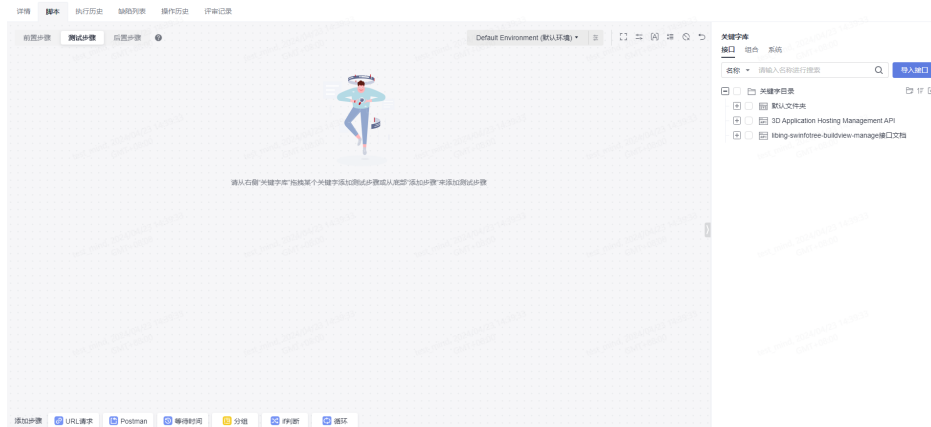 详情 脚本 执行历史 缺陷列表 操作历史 评审记录
前置步骤 测试步骤 后置步骤
Default Environment (默认环境)
请从右侧"关键字库"拖拽某个关键字添加测试步骤或从底部"添加步骤"来添加测试步骤
添加步骤 URL请求 Postman 等待时间 分组 if判断 循环
关键字库
接口 组合 系统
名称 请输入名称进行搜索 导入接口
关键字目录
默认文件夹
3D Application Hosting Management API
libing-swinfotree-buildview-manage接口文档